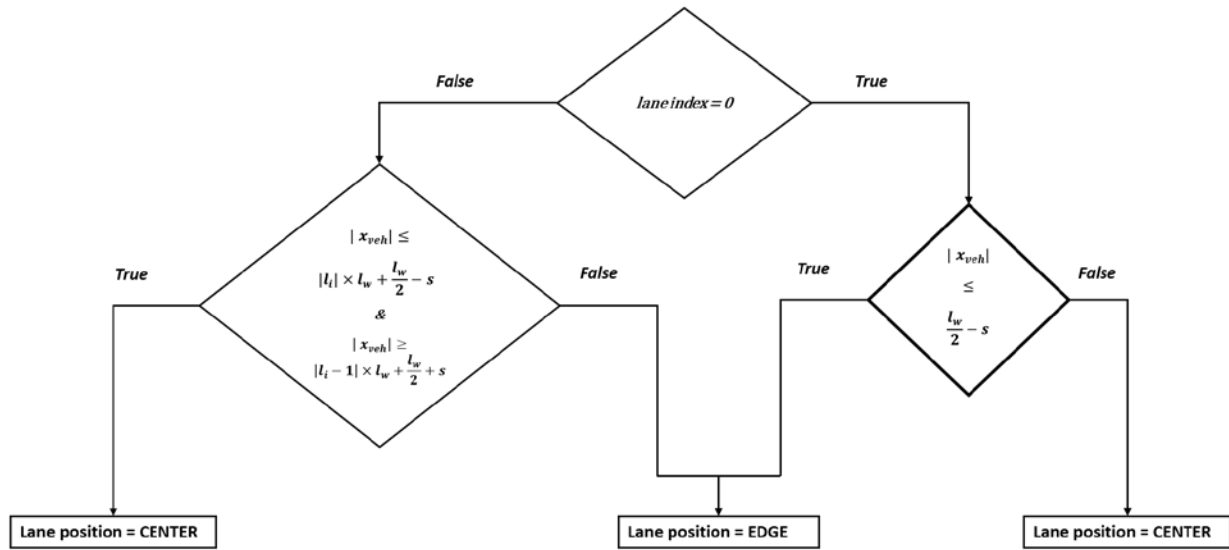 False
True
lane index = 0
| x_veh| ≤
|l_i| × l_w + l_w/2 − s
&
| x_veh| ≥
|l_i − 1| × l_w + l_w/2 + s
True
False
| x_veh|
≤
l_w/2 − s
True
False
Lane position = CENTER
Lane position = EDGE
Lane position = CENTER